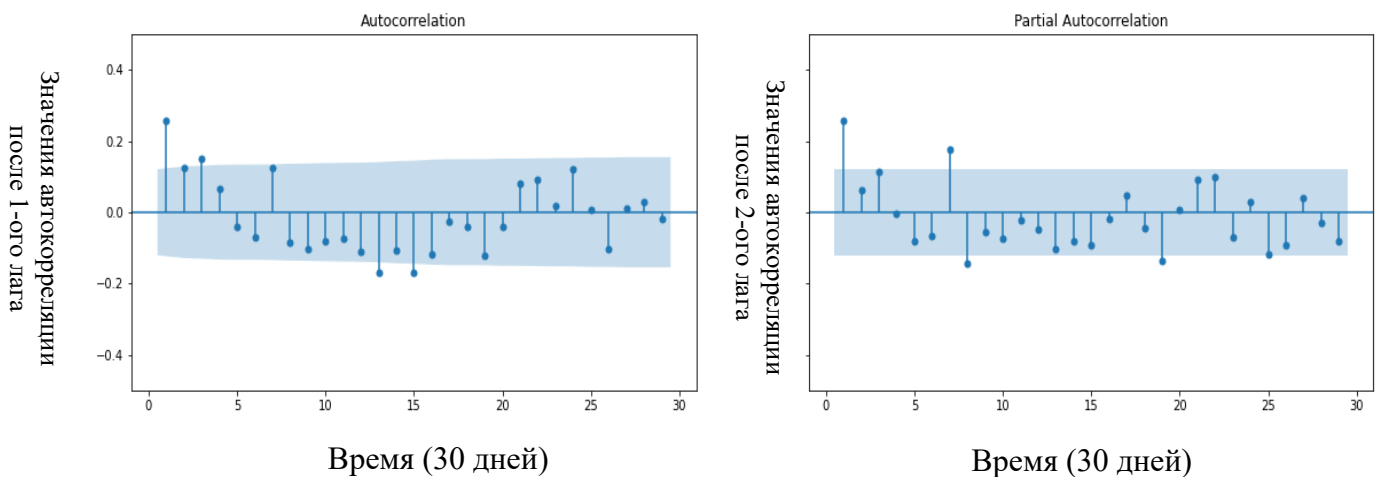 Autocorrelation
Значения автокорреляции
после 1-ого лага
0.4
0.2
0.0
−0.2
−0.4
0
5
10
15
20
25
30
Время (30 дней)
Partial Autocorrelation
Значения автокорреляции
после 2-ого лага
0
5
10
15
20
25
30
Время (30 дней)